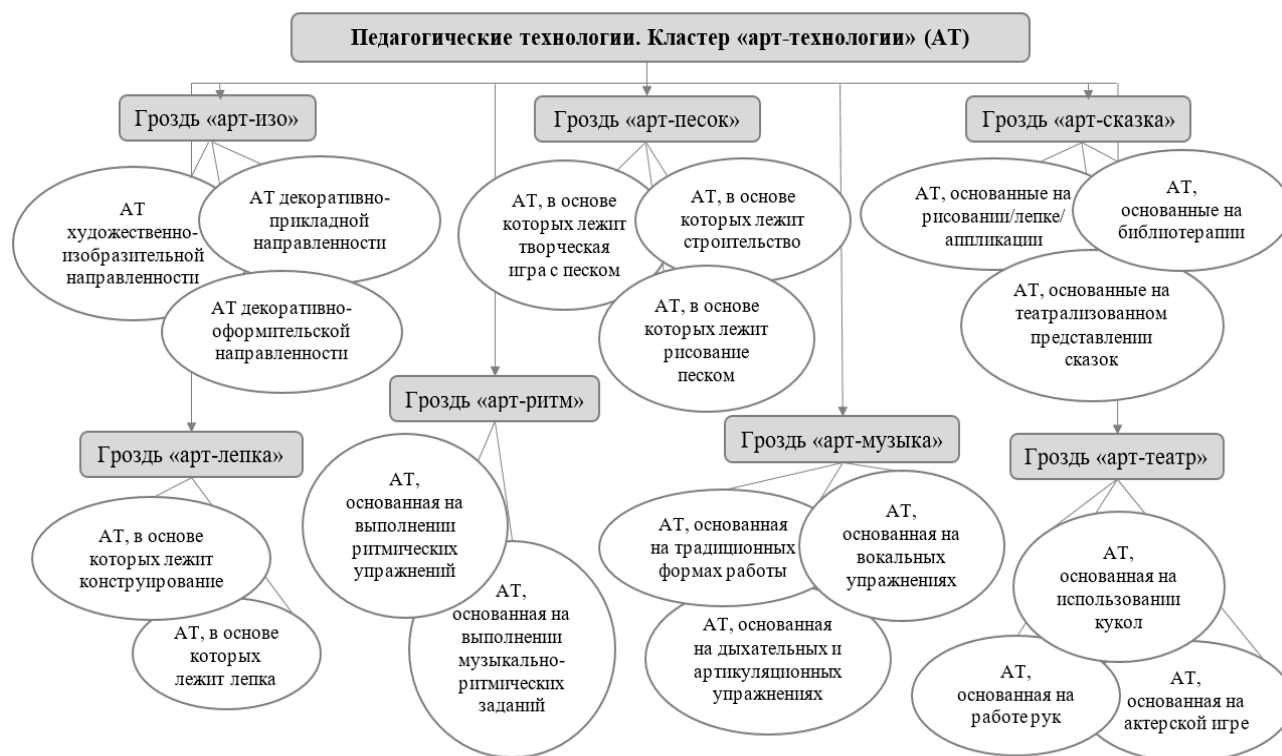 Педагогические технологии. Кластер «арт-технологии» (АТ)
Гроздь «арт-изо»
Гроздь «арт-песок»
Гроздь «арт-сказка»
АТ
художественно-
изобразительной
направленности
АТ декоративно-
прикладной
направленности
АТ декоративно-
оформительской
направленности
АТ, в основе
которых лежит
творческая
игра с песком
АТ, в основе
которых лежит
строительство
АТ, в основе
которых лежит
рисование
песком
АТ, основанные на
рисовании/лепке/
аппликации
АТ,
основанные на
библиотерапии
АТ, основанные на
театрализованном
представлении
сказок
Гроздь «арт-лепка»
Гроздь «арт-ритм»
Гроздь «арт-музыка»
Гроздь «арт-театр»
АТ, в основе
которых лежит
конструирование
АТ, в основе
которых
лежит лепка
АТ,
основанная на
выполнении
ритмических
упражнений
АТ,
основанная на
выполнении
музыкально-
ритмических
заданий
АТ, основанная
на традиционных
формах работы
АТ,
основанная на
вокальных
упражнениях
АТ, основанная
на дыхательных и
артикуляционных
упражнениях
АТ,
основанная на
использовании
кукол
АТ,
основанная на
работе рук
АТ,
основанная на
актерской игре